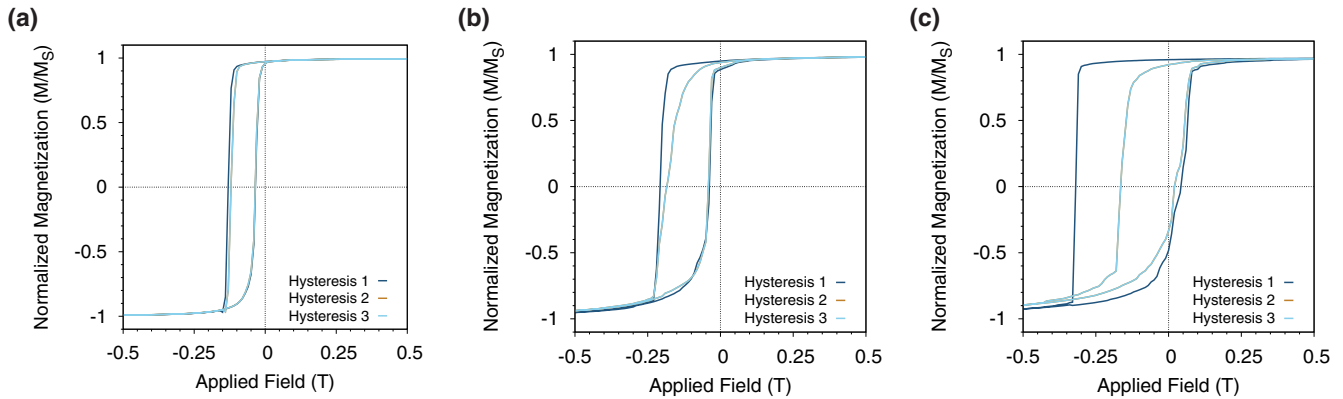 (a)
Normalized Magnetization (M/M_S)
1
0.5
0
-0.5
-1
Hysteresis 1
Hysteresis 2
Hysteresis 3
-0.5
-0.25
0
0.25
0.5
Applied Field (T)
(b)
Normalized Magnetization (M/M_S)
1
0.5
0
-0.5
-1
Hysteresis 1
Hysteresis 2
Hysteresis 3
-0.5
-0.25
0
0.25
0.5
Applied Field (T)
(c)
Normalized Magnetization (M/M_S)
1
0.5
0
-0.5
-1
Hysteresis 1
Hysteresis 2
Hysteresis 3
-0.5
-0.25
0
0.25
0.5
Applied Field (T)